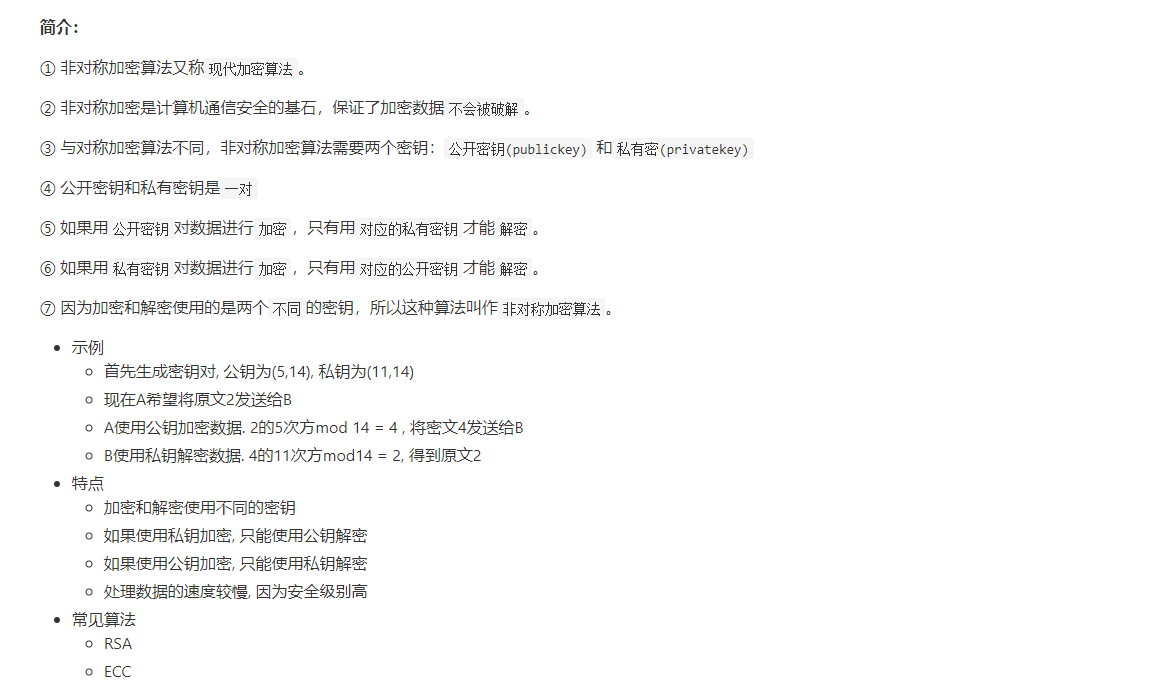 简介：
① 非对称加密算法又称 现代加密算法 。
② 非对称加密是计算机通信安全的基石，保证了加密数据 不会被破解 。
③ 与对称加密算法不同，非对称加密算法需要两个密钥： 公开密钥(publickey) 和 私有密(privatekey)
④ 公开密钥和私有密钥是 一对
⑤ 如果用 公开密钥 对数据进行 加密 ，只有用 对应的私有密钥 才能 解密 。
⑥ 如果用 私有密钥 对数据进行 加密 ，只有用 对应的公开密钥 才能 解密 。
⑦ 因为加密和解密使用的是两个 不同 的密钥，所以这种算法叫作 非对称加密算法 。
示例
首先生成密钥对, 公钥为(5,14), 私钥为(11,14)
现在A希望将原文2发送给B
A使用公钥加密数据. 2的5次方mod 14 = 4 , 将密文4发送给B
B使用私钥解密数据. 4的11次方mod14 = 2, 得到原文2
特点
加密和解密使用不同的密钥
如果使用私钥加密, 只能使用公钥解密
如果使用公钥加密, 只能使用私钥解密
处理数据的速度较慢, 因为安全级别高
常见算法
RSA
ECC